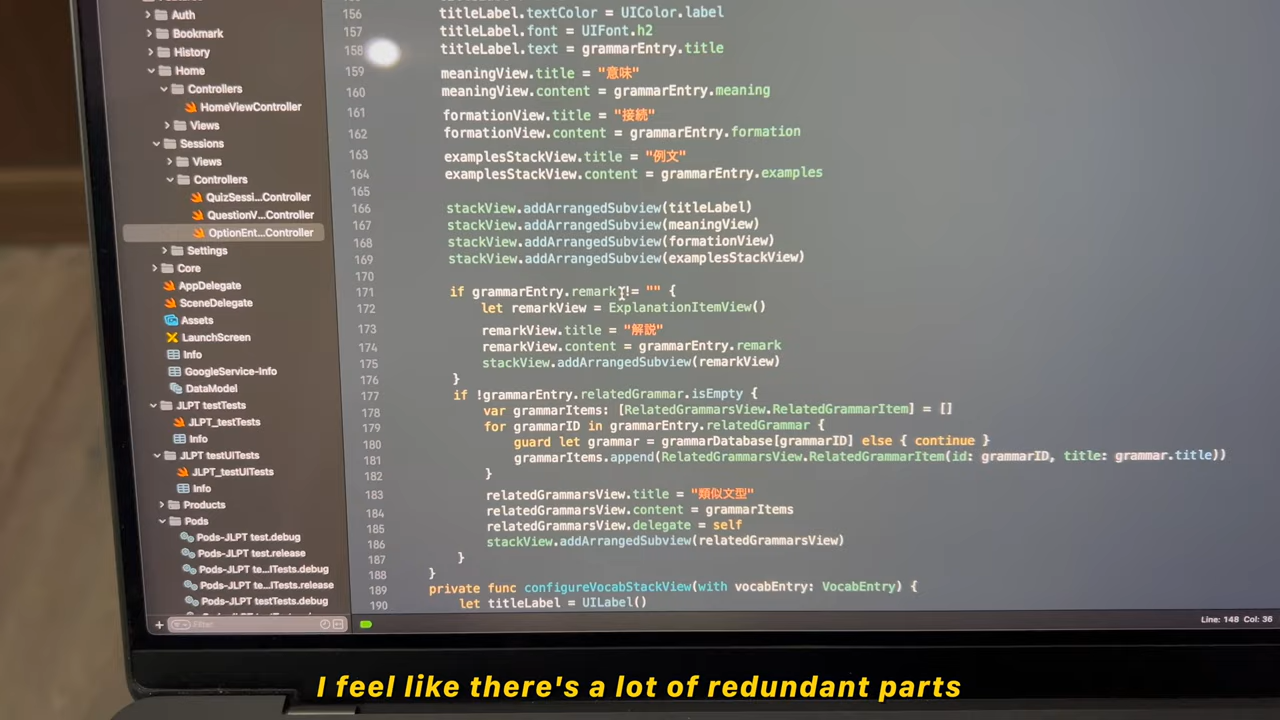 Auth
Bookmark
History
Home
Controllers
HomeViewController
Views
Sessions
Views
Controllers
QuizSessi...Controller
QuestionV...Controller
OptionEnt...Controller
Settings
Core
AppDelegate
SceneDelegate
Assets
LaunchScreen
Info
GoogleService-Info
DataModel
JLPT testTests
JLPT_testTests
Info
JLPT testUITests
JLPT_testUITests
Info
Products
Pods
Pods-JLPT test.debug
Pods-JLPT test.release
Pods-JLPT te...ITests.debug
Pods-JLPT te...ITests.release
Pods-JLPT testTests.debug
Filter
156 titleLabel.textColor = UIColor.label
157 titleLabel.font = UIFont.h2
158 titleLabel.text = grammarEntry.title
159 meaningView.title = "意味"
160 meaningView.content = grammarEntry.meaning
161 formationView.title = "接続"
162 formationView.content = grammarEntry.formation
163 examplesStackView.title = "例文"
164 examplesStackView.content = grammarEntry.examples
165
166 stackView.addArrangedSubview(titleLabel)
167 stackView.addArrangedSubview(meaningView)
168 stackView.addArrangedSubview(formationView)
169 stackView.addArrangedSubview(examplesStackView)
170
171 if grammarEntry.remark != "" {
172 let remarkView = ExplanationItemView()
173 remarkView.title = "解説"
174 remarkView.content = grammarEntry.remark
175 stackView.addArrangedSubview(remarkView)
176 }
177 if !grammarEntry.relatedGrammar.isEmpty {
178 var grammarItems: [RelatedGrammarsView.RelatedGrammarItem] = []
179 for grammarID in grammarEntry.relatedGrammar {
180 guard let grammar = grammarDatabase[grammarID] else { continue }
181 grammarItems.append(RelatedGrammarsView.RelatedGrammarItem(id: grammarID, title: grammar.title))
182 }
183 relatedGrammarsView.title = "類似文型"
184 relatedGrammarsView.content = grammarItems
185 relatedGrammarsView.delegate = self
186 stackView.addArrangedSubview(relatedGrammarsView)
187 }
188 }
189 private func configureVocabStackView(with vocabEntry: VocabEntry) {
190 let titleLabel = UILabel()
Line: 148 Col: 36
I feel like there's a lot of redundant parts